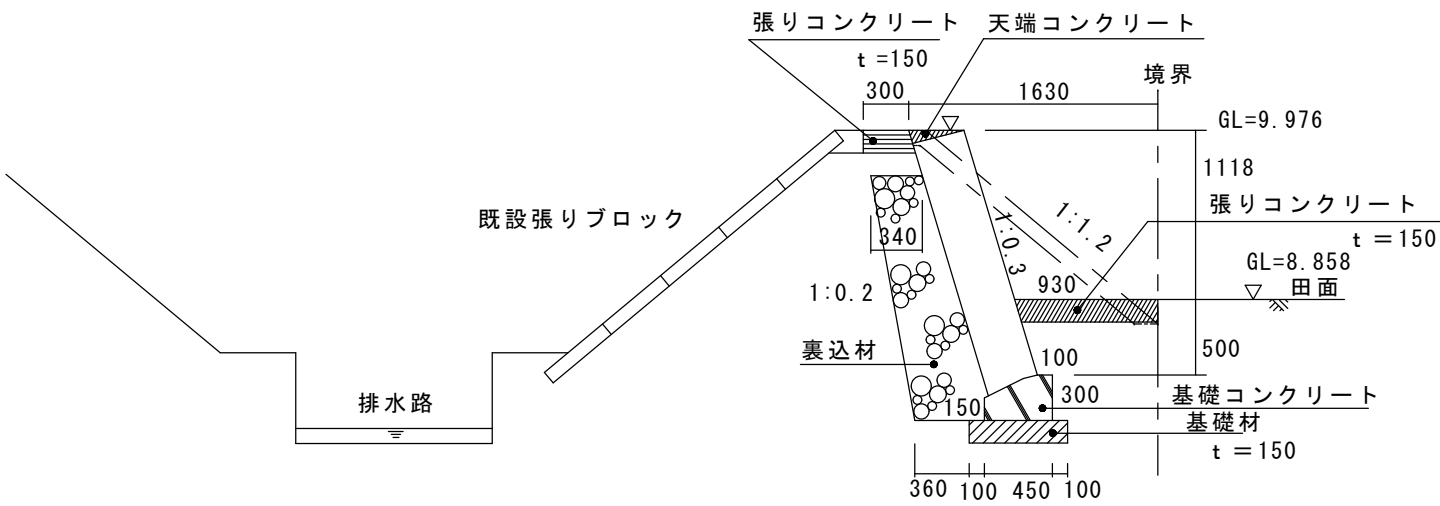 張りコンクリート
t =150
天端コンクリート
境界
300
1630
GL=9.976
1118
既設張りブロック
張りコンクリート
t =150
340
1:0.3
1:1.2
GL=8.858
田面
930
1:0.2
裏込材
100
500
排水路
150
300
基礎コンクリート
基礎材
t =150
360
100
450
100